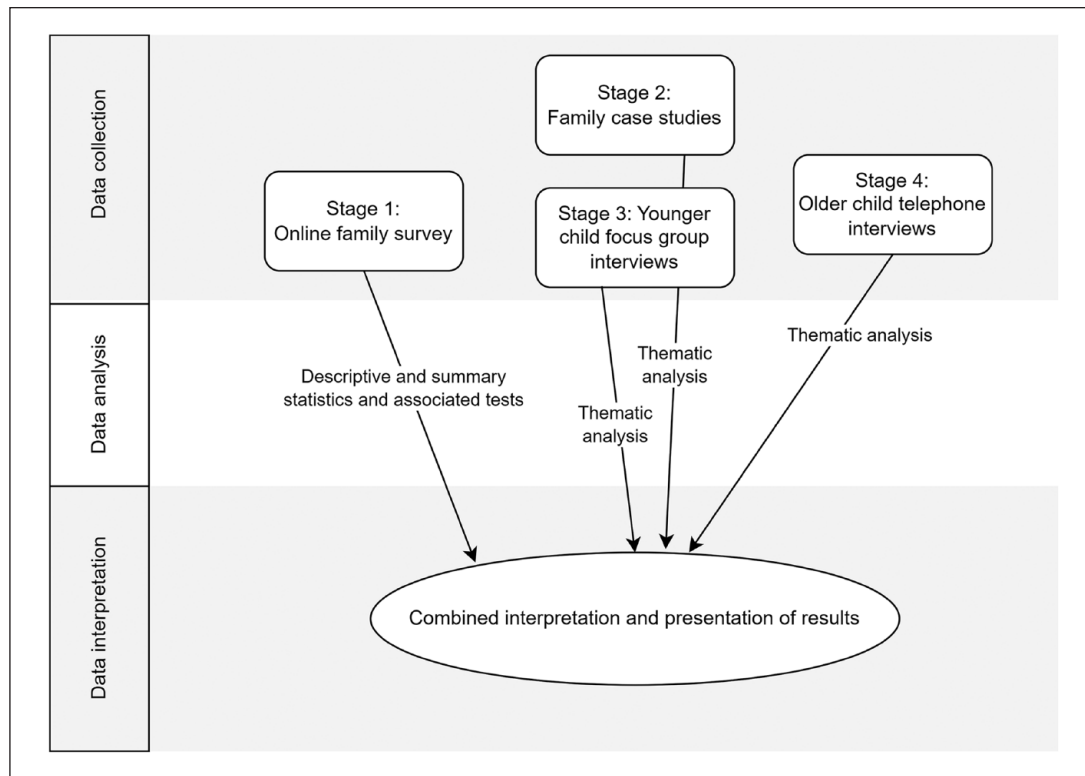 Data collection
Stage 1:
Online family survey
Stage 2:
Family case studies
Stage 3: Younger
child focus group
interviews
Stage 4:
Older child telephone
interviews
Data analysis
Descriptive and summary
statistics and associated tests
Thematic
analysis
Thematic
analysis
Thematic analysis
Data interpretation
Combined interpretation and presentation of results